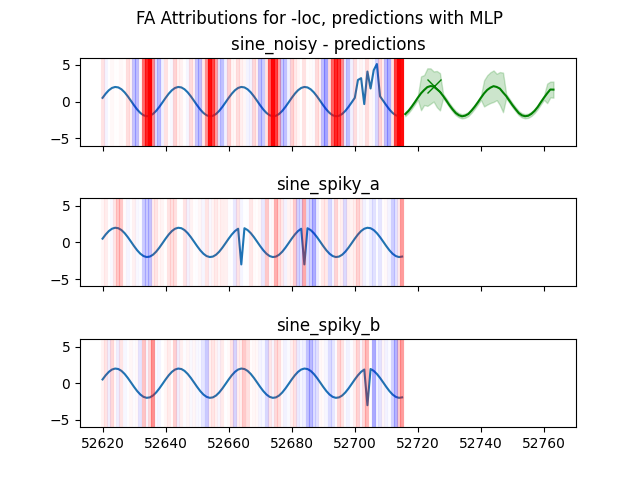 FA Attributions for -loc, predictions with MLP
sine_noisy - predictions
5
0
−5
sine_spiky_a
5
0
−5
sine_spiky_b
5
0
−5
52620 52640 52660 52680 52700 52720 52740 52760